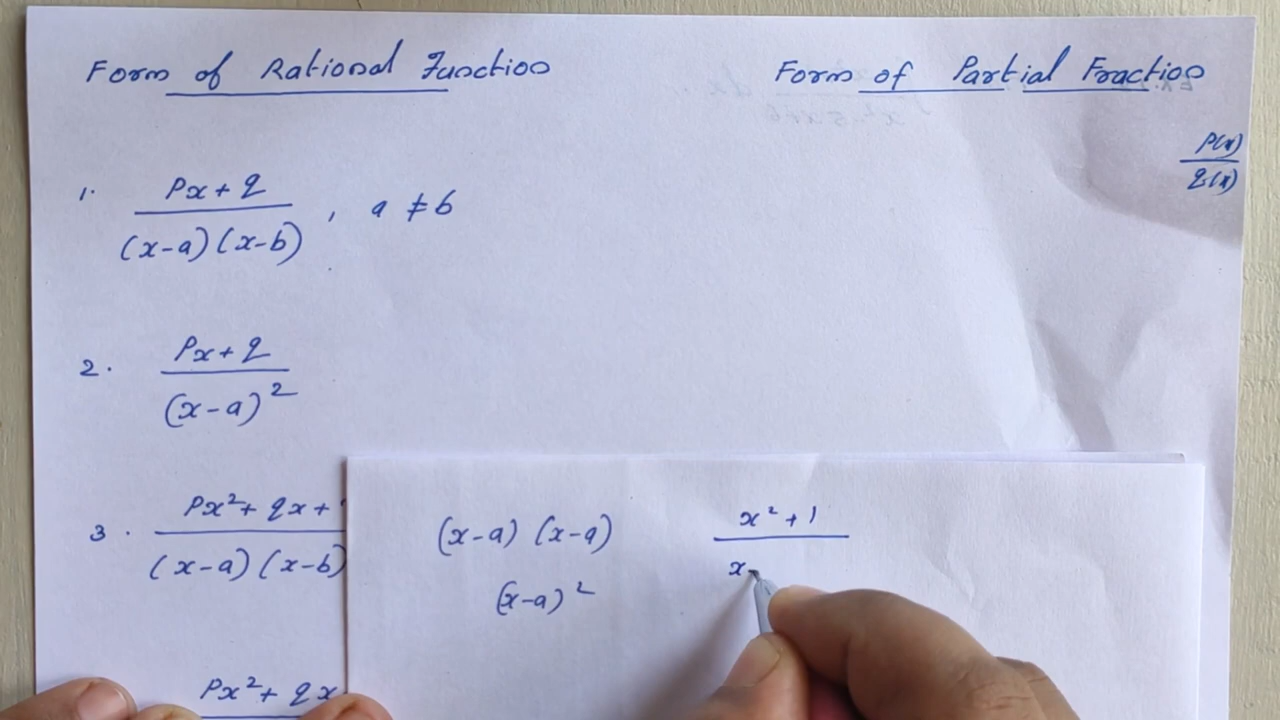 Form of Rational Function
Form of Partial Fraction
P(x)
q(x)
1. Px + q
(x-a)(x-b) , a ≠ b
2. Px + q
(x-a)²
3. Px² + qx +
(x-a)(x-b)
Px² + qx
(x-a) (x-a)
(x-a)²
x² + 1
x